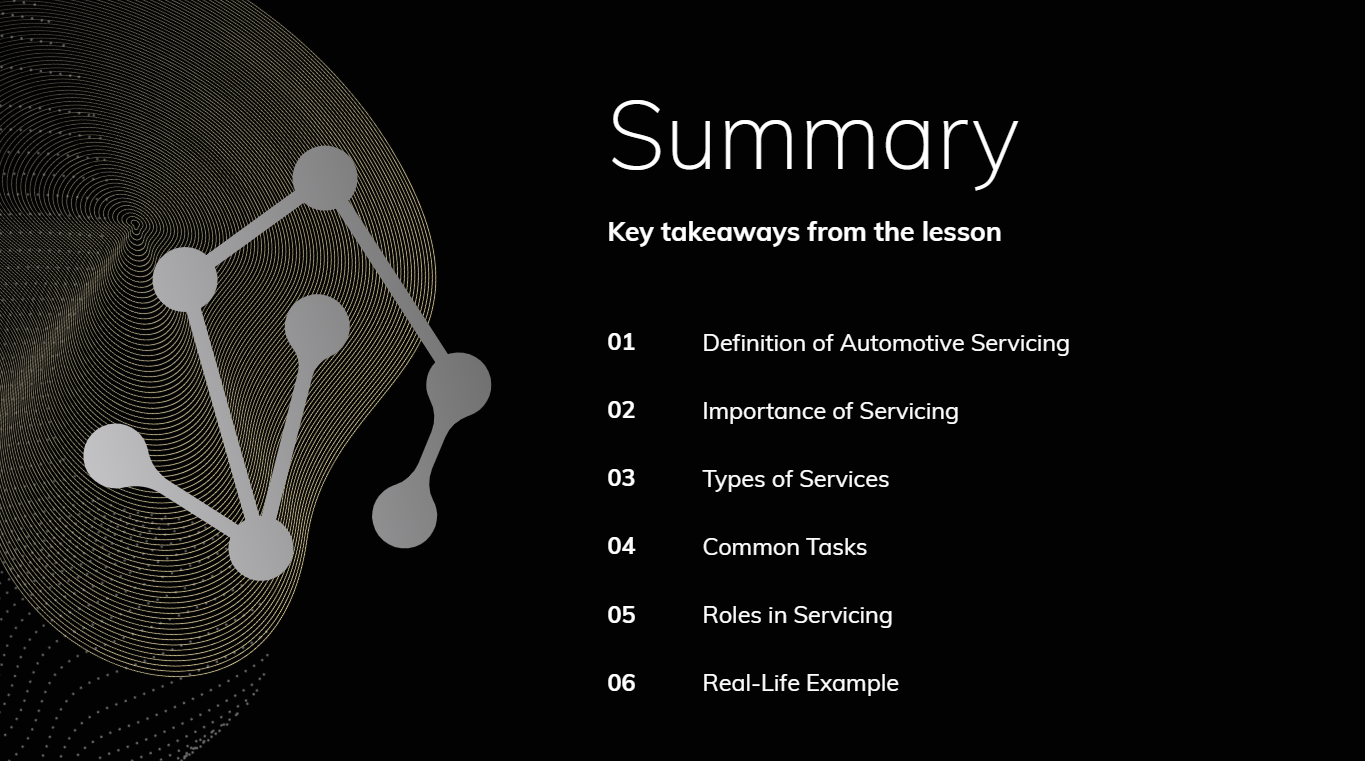 Summary
Key takeaways from the lesson
01 Definition of Automotive Servicing
02 Importance of Servicing
03 Types of Services
04 Common Tasks
05 Roles in Servicing
06 Real-Life Example